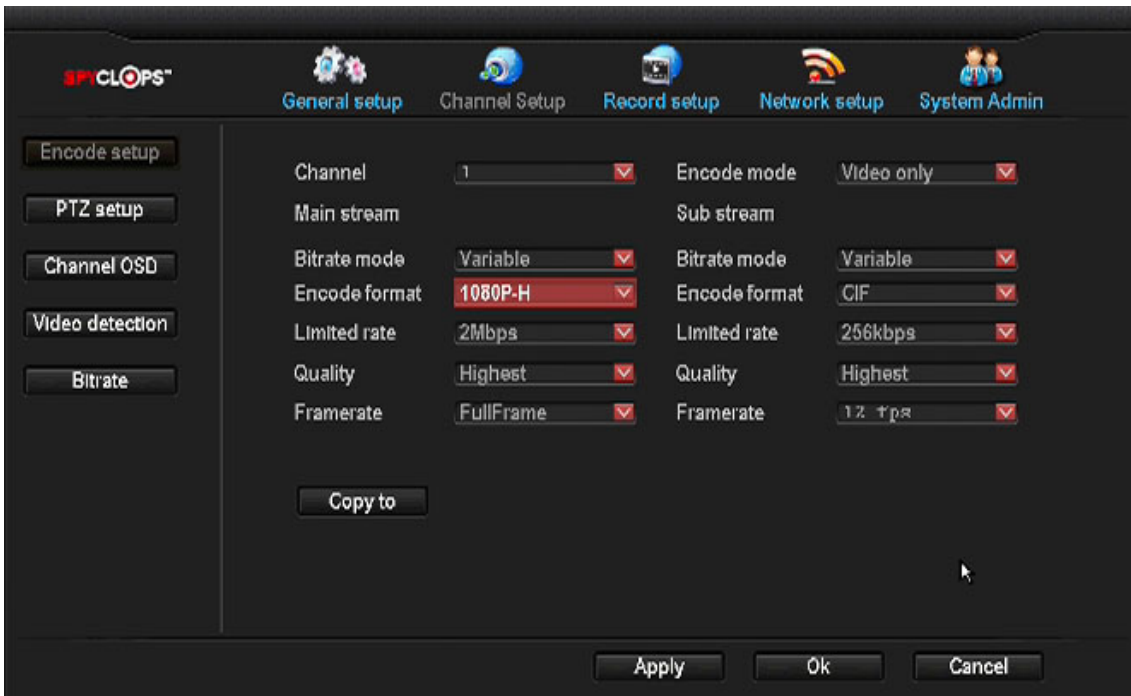 SPYCLOPS™
General setup Channel Setup Record setup Network setup System Admin
Encode setup
PTZ setup
Channel OSD
Video detection
Bitrate
Channel 1 Encode mode Video only
Main stream Sub stream
Bitrate mode Variable Bitrate mode Variable
Encode format 1080P-H Encode format CIF
Limited rate 2Mbps Limited rate 256kbps
Quality Highest Quality Highest
Framerate FullFrame Framerate fps
Copy to
Apply Ok Cancel